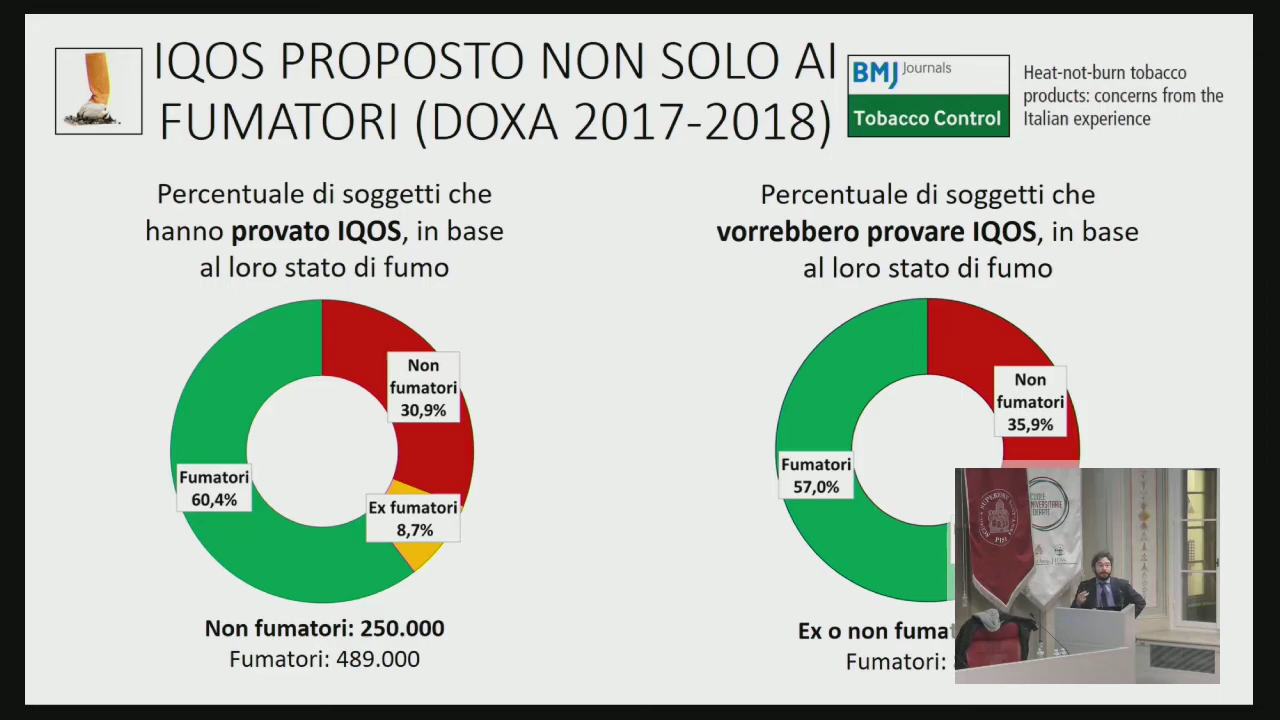 IQOS PROPOSTO NON SOLO AI
FUMATORI (DOXA 2017-2018)
BMJ Journals
Tobacco Control
Heat-not-burn tobacco
products: concerns from the
Italian experience
Percentuale di soggetti che
hanno provato IQOS, in base
al loro stato di fumo
Non
fumatori
30,9%
Fumatori
60,4%
Ex fumatori
8,7%
Non fumatori: 250.000
Fumatori: 489.000
Percentuale di soggetti che
vorrebbero provare IQOS, in base
al loro stato di fumo
Non
fumatori
35,9%
Fumatori
57,0%
Ex o non
Fumatori:
PISA